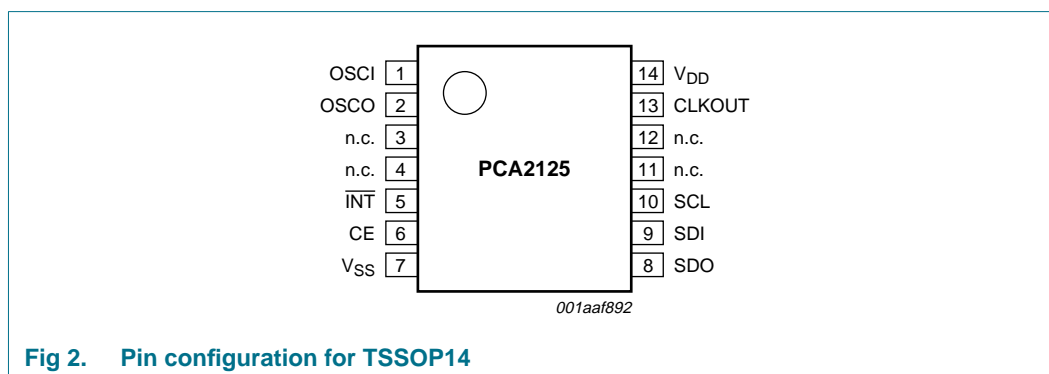 OSCI 1 14 VDD
OSCO 2 13 CLKOUT
n.c. 3 12 n.c.
n.c. 4 PCA2125 11 n.c.
INT 5 10 SCL
CE 6 9 SDI
VSS 7 8 SDO
001aaf892
Fig 2. Pin configuration for TSSOP14